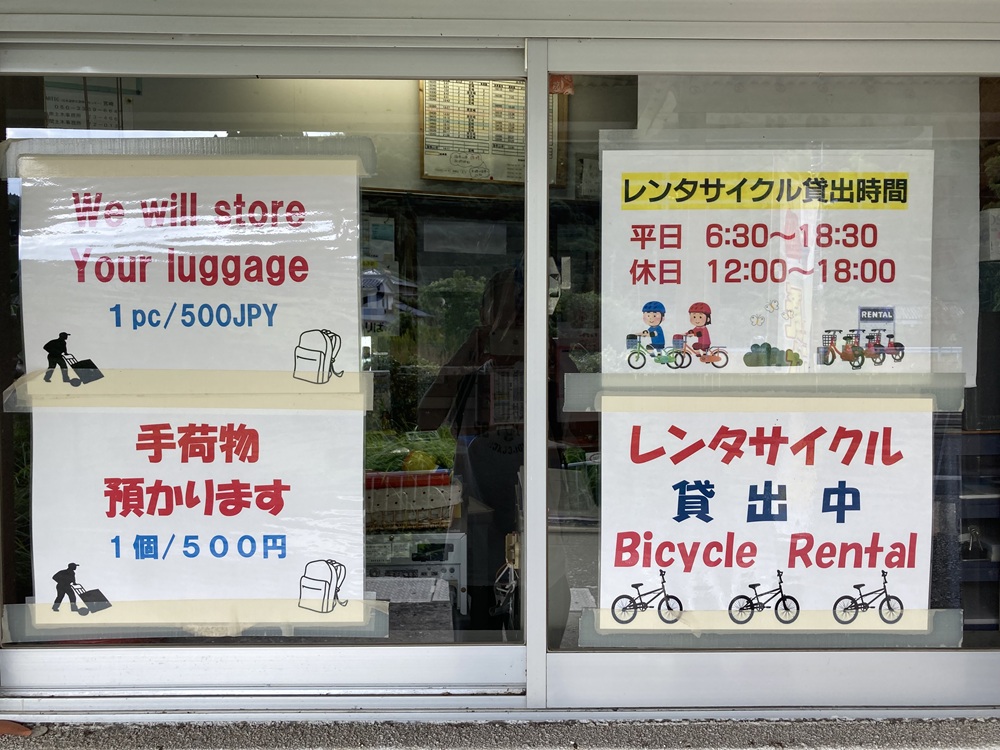 We will store
Your luggage
1pc/500JPY
手荷物
預かります
1個/500円
レンタサイクル貸出時間
平日 6:30～18:30
休日 12:00～18:00
RENTAL
レンタサイクル
貸出中
Bicycle Rental